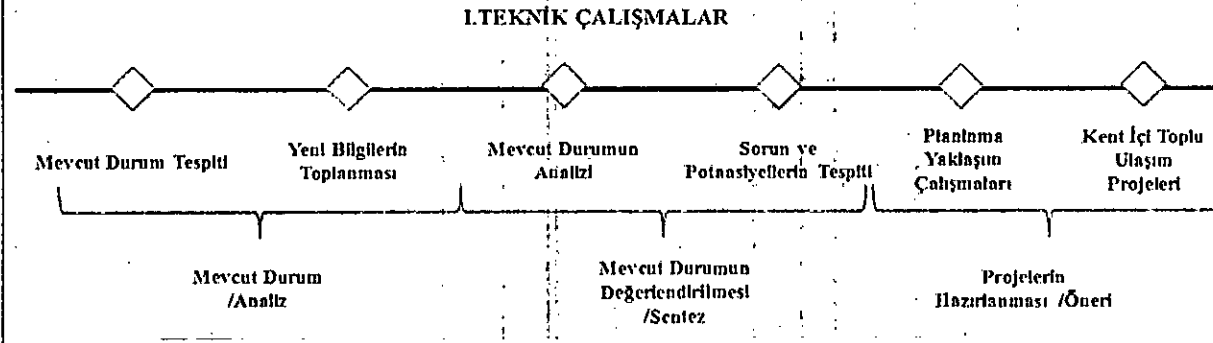 I.TEKNİK ÇALIŞMALAR
Mevcut Durum Tespiti
Yeni Bilgilerin
Toplanması
Mevcut Durumun
Analizi
Sorun ve
Potansiyellerin Tespiti
Planlnma
Yaklaşım
Çalışmaları
Kent İçi Toplu
Ulaşım
Projeleri
Mevcut Durum
/Analiz
Mevcut Durumun
Değerlendirilmesi
/Sentez
Projelerin
Hazırlanması /Öneri